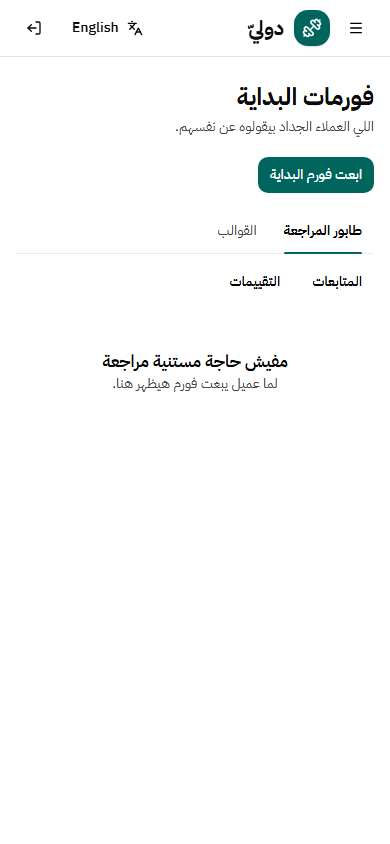 دوليّ
English
فورمات البداية
اللي العملاء الجداد بيقولوه عن نفسهم.
ابعت فورم البداية
طابور المراجعة القوالب
المتابعات التقييمات
مفيش حاجة مستنية مراجعة
لما عميل يبعت فورم هيظهر هنا.